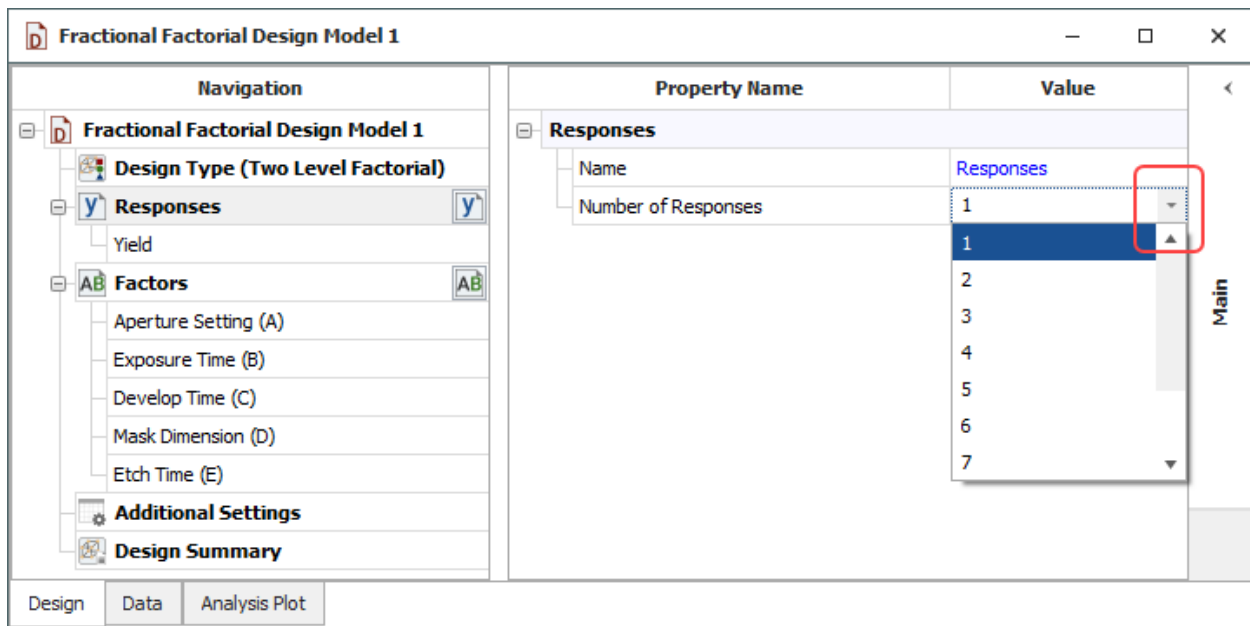 Fractional Factorial Design Model 1
Navigation
Property Name Value
Fractional Factorial Design Model 1
Design Type (Two Level Factorial)
Responses
Yield
Factors
Aperture Setting (A)
Exposure Time (B)
Develop Time (C)
Mask Dimension (D)
Etch Time (E)
Additional Settings
Design Summary
Responses
Name Responses
Number of Responses 1
1
2
3
4
5
6
7
Main
Design Data Analysis Plot